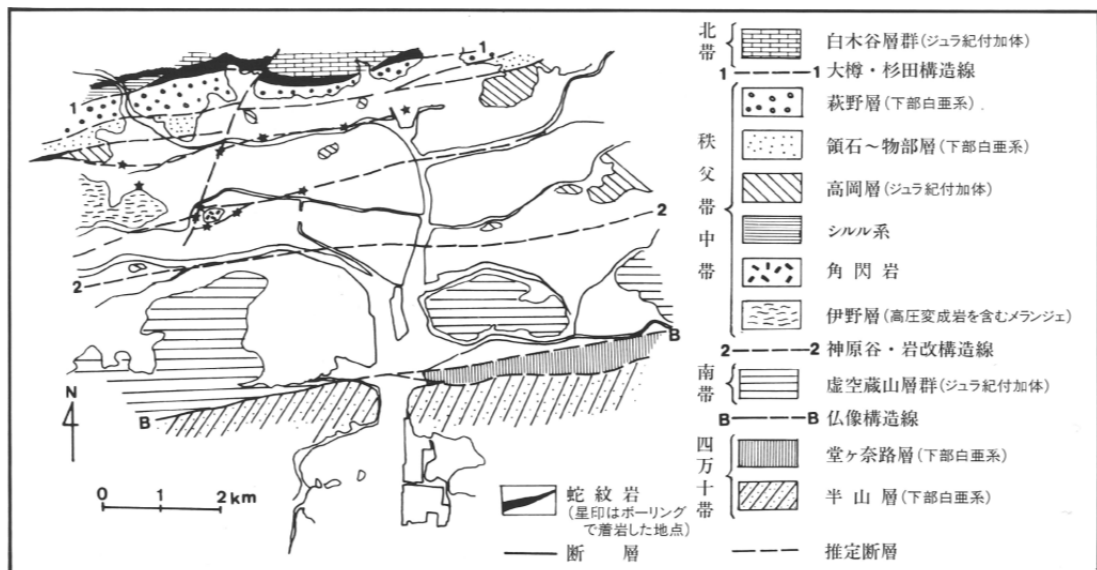 北帯
白木谷層群(ジュラ紀付加体)
1 1 大樽・杉田構造線
秩父帯中帯
萩野層(下部白亜系)
領石〜物部層(下部白亜系)
高岡層(ジュラ紀付加体)
シルル系
角閃岩
伊野層(高圧変成岩を含むメランジェ)
2 2 神原谷・岩改構造線
南帯
虚空蔵山層群(ジュラ紀付加体)
B B 仏像構造線
四万十帯
堂ヶ奈路層(下部白亜系)
半山層(下部白亜系)
蛇紋岩
(星印はボーリング
で着岩した地点)
断層
推定断層
1
1
2
2
B
B
N
0 1 2 km